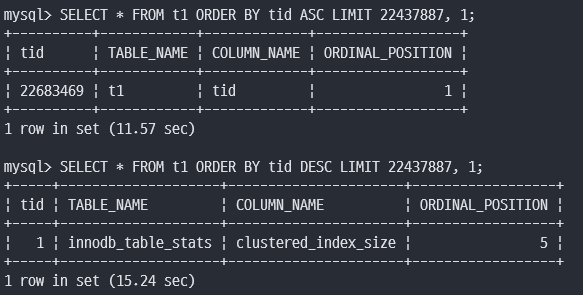 mysql> SELECT * FROM t1 ORDER BY tid ASC LIMIT 22437887, 1;
+----------+------------+-------------+------------------+
¦ tid      ¦ TABLE_NAME ¦ COLUMN_NAME ¦ ORDINAL_POSITION ¦
+----------+------------+-------------+------------------+
¦ 22683469 ¦ t1         ¦ tid         ¦                1 ¦
+----------+------------+-------------+------------------+
1 row in set (11.57 sec)
mysql> SELECT * FROM t1 ORDER BY tid DESC LIMIT 22437887, 1;
+-----+--------------------+----------------------+------------------+
¦ tid ¦ TABLE_NAME         ¦ COLUMN_NAME          ¦ ORDINAL_POSITION ¦
+-----+--------------------+----------------------+------------------+
¦   1 ¦ innodb_table_stats ¦ clustered_index_size ¦                5 ¦
+-----+--------------------+----------------------+------------------+
1 row in set (15.24 sec)